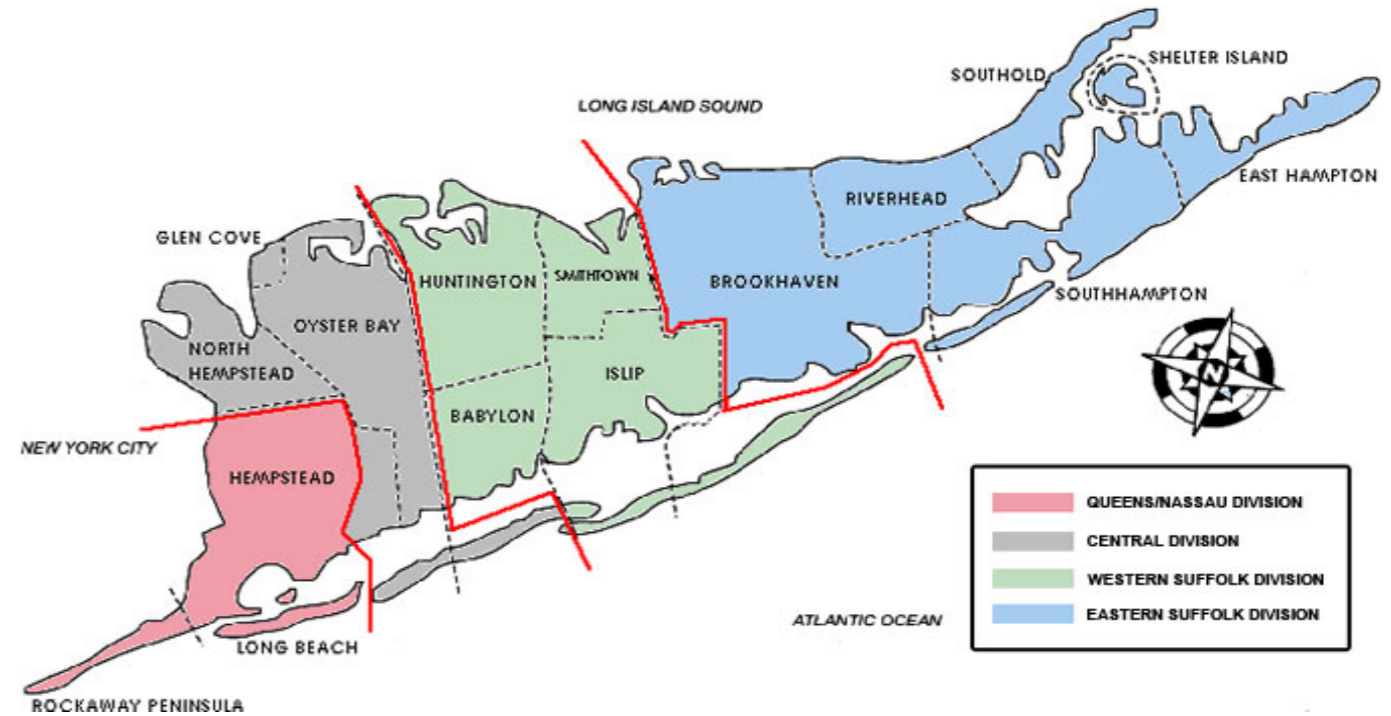 SHELTER ISLAND
SOUTHOLD
LONG ISLAND SOUND
EAST HAMPTON
RIVERHEAD
GLEN COVE
HUNTINGTON
SMITHTOWN
BROOKHAVEN
SOUTHHAMPTON
OYSTER BAY
NORTH
HEMPSTEAD
ISLIP
N
BABYLON
NEW YORK CITY
HEMPSTEAD
QUEENS/NASSAU DIVISION
CENTRAL DIVISION
WESTERN SUFFOLK DIVISION
EASTERN SUFFOLK DIVISION
ATLANTIC OCEAN
LONG BEACH
ROCKAWAY PENINSULA